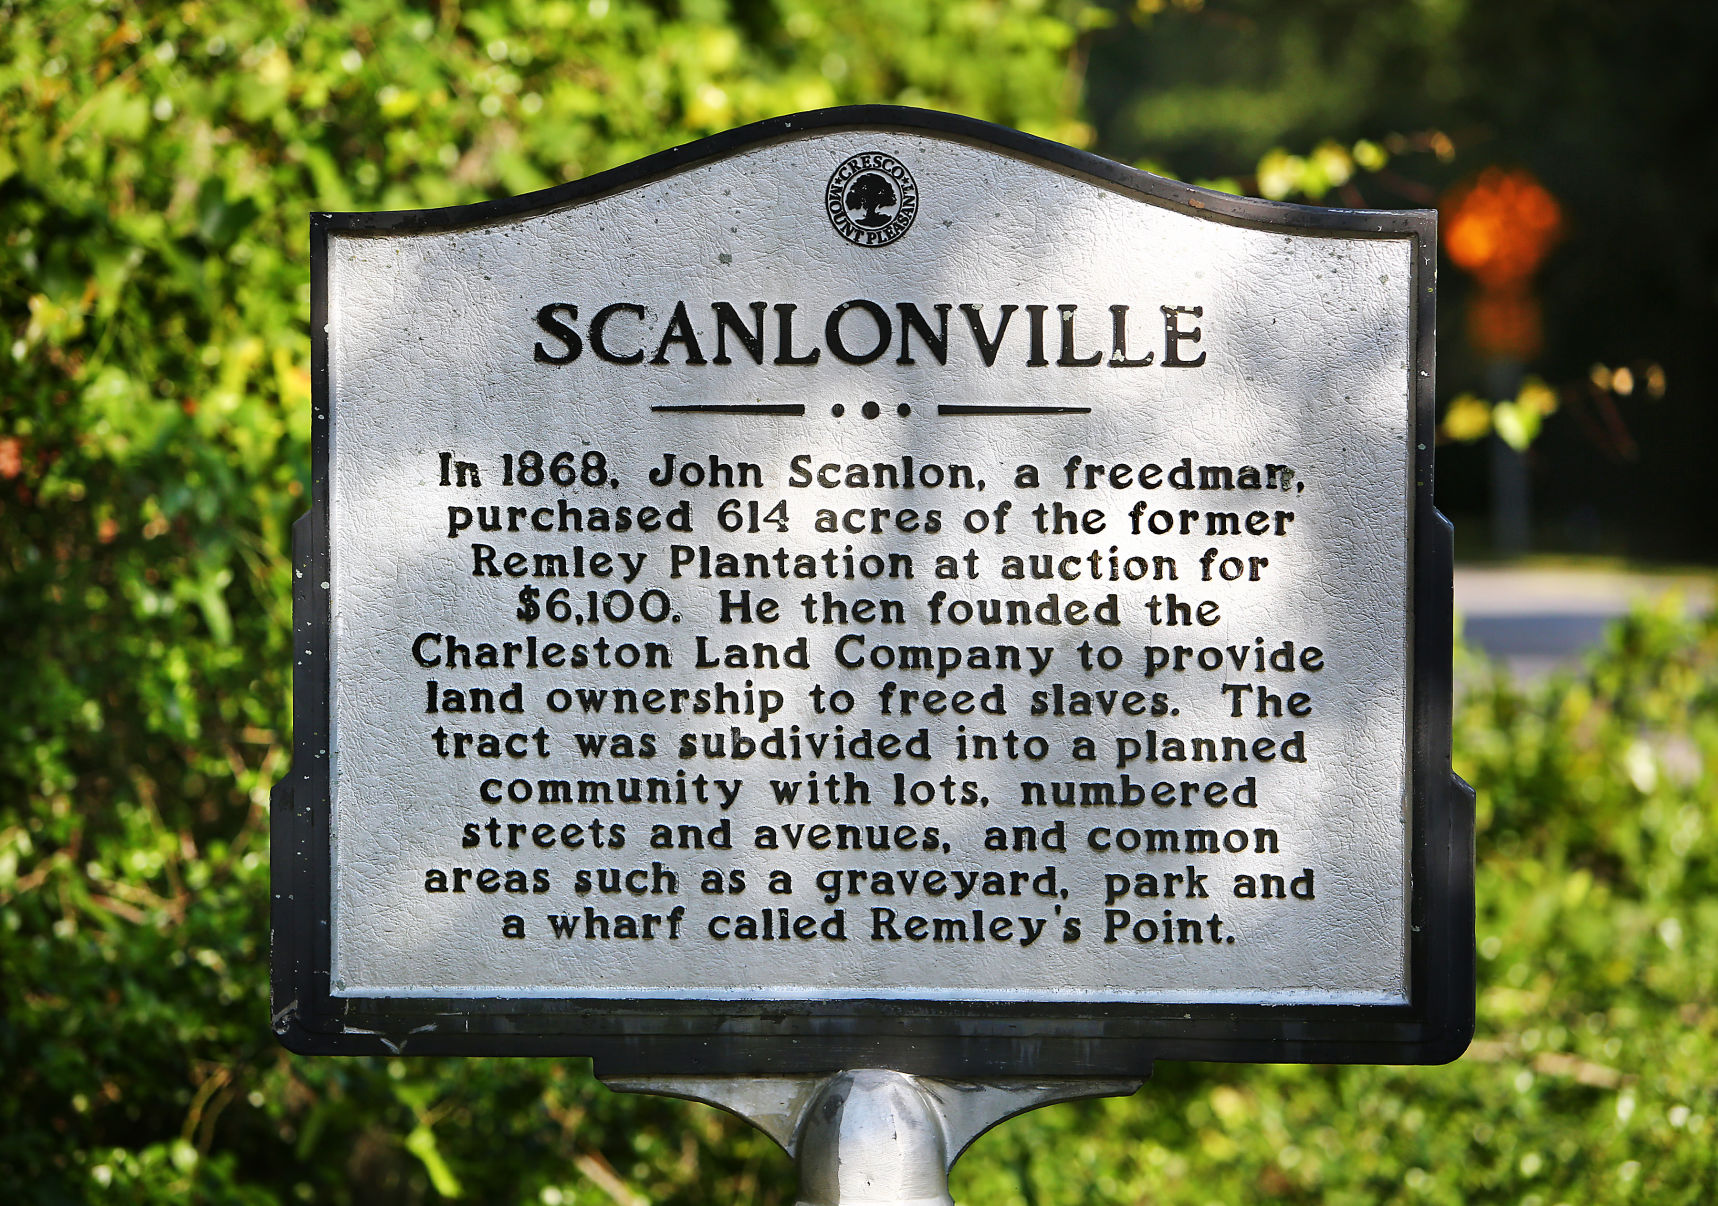 CRESCO
MOUNT PLEASANT
SCANLONVILLE
In 1868, John Scanlon, a freedman,
purchased 614 acres of the former
Remley Plantation at auction for
$6,100. He then founded the
Charleston Land Company to provide
land ownership to freed slaves. The
tract was subdivided into a planned
community with lots, numbered
streets and avenues, and common
areas such as a graveyard, park and
a wharf called Remley's Point.